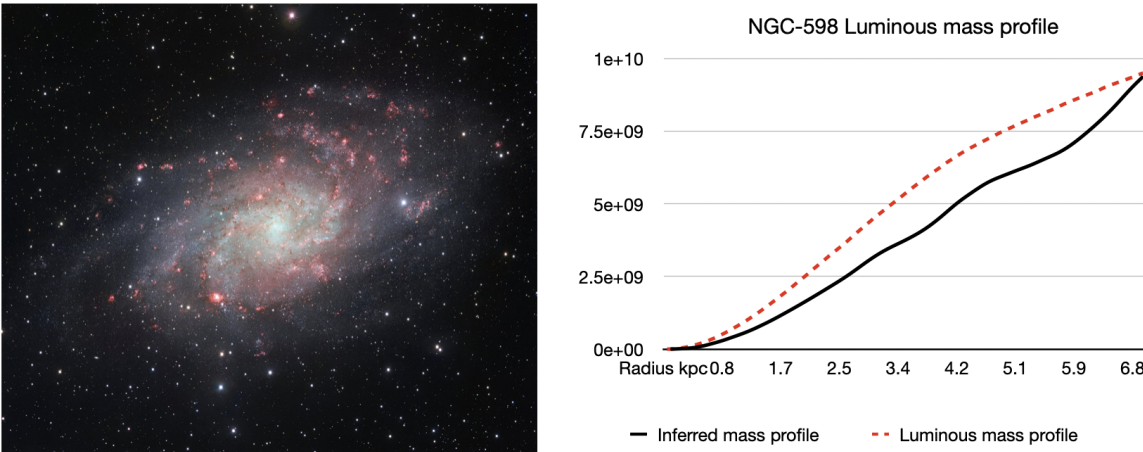 NGC-598 Luminous mass profile
1e+10
7.5e+09
5e+09
2.5e+09
0e+00
Radius kpc 0.8 1.7 2.5 3.4 4.2 5.1 5.9 6.8
Inferred mass profile Luminous mass profile